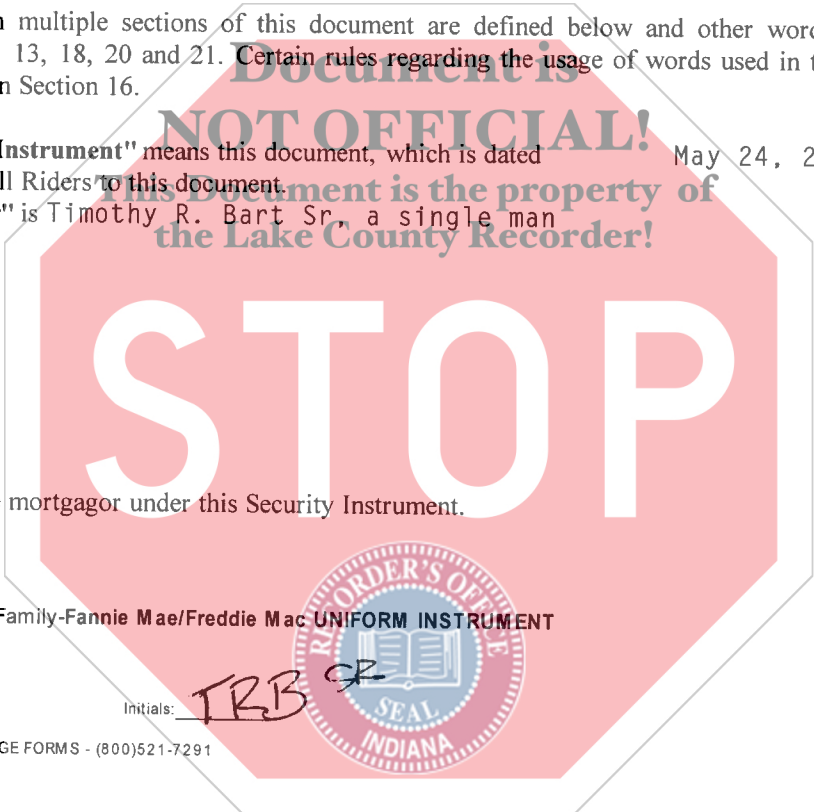 multiple sections of this document are defined below and other
13, 18, 20 and 21. Certain rules regarding the usage of words used in
Section 16.
Document is
NOT OFFICIAL!
Instrument" means this document, which is dated May 24, 2
Riders to this document.
This Document is the property of
" is Timothy R. Bart Sr, a single man
the Lake County Recorder!
STOP
mortgagor under this Security Instrument.
RECORDER'S OFFICE
Family-Fannie Mae/Freddie Mac UNIFORM INSTRUMENT
Initials: TRB SR
SEAL
INDIANA
GE FORMS - (800)521-7291